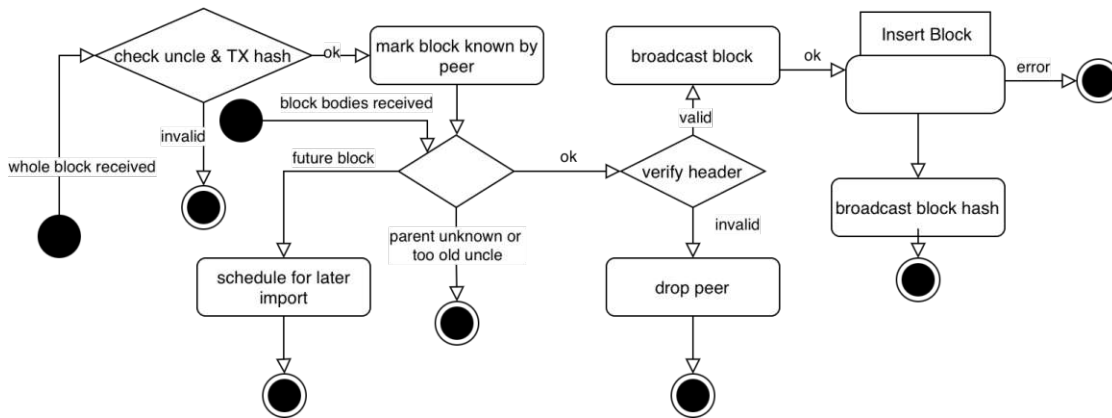 check uncle & TX hash
ok
mark block known by
peer
broadcast block
ok
Insert Block
error
block bodies received
invalid
valid
whole block received
future block
ok
verify header
parent unknown or
too old uncle
invalid
broadcast block hash
schedule for later
import
drop peer